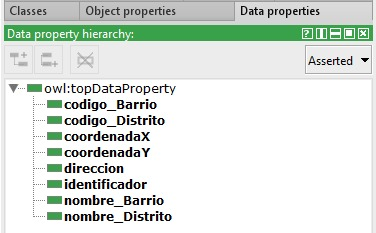 Classes Object properties Data properties
Data property hierarchy:
Asserted
owl:topDataProperty
codigo_Barrio
codigo_Distrito
coordenadaX
coordenadaY
direccion
identificador
nombre_Barrio
nombre_Distrito